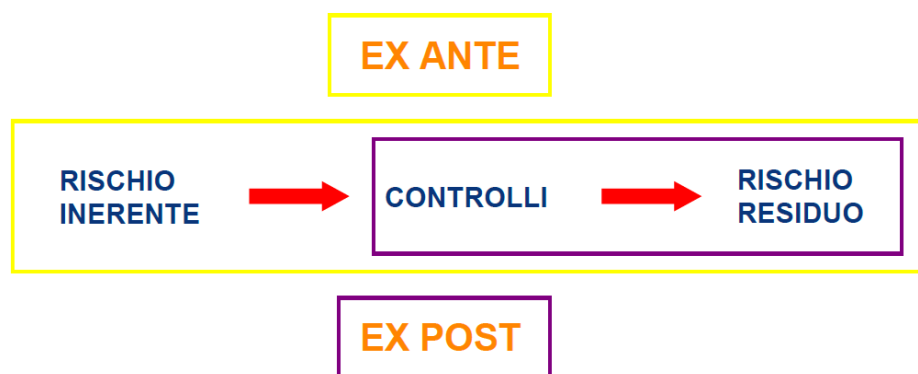 EX ANTE
RISCHIO
INERENTE
CONTROLLI
RISCHIO
RESIDUO
EX POST